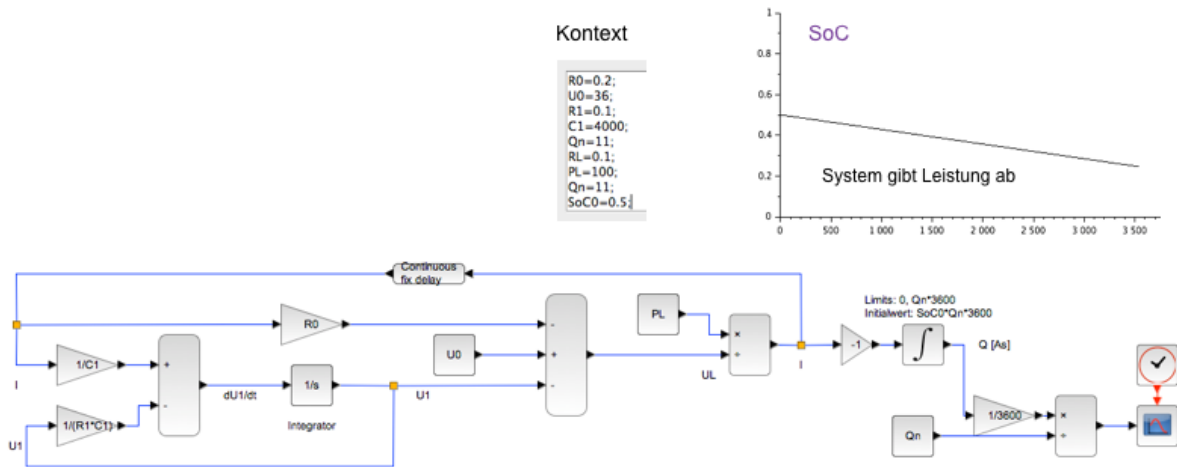 Kontext
R0=0.2;
U0=36;
R1=0.1;
C1=4000;
Qn=11;
RL=0.1;
PL=100;
Qn=11;
SoC0=0.5;
SoC
1
0.8
0.6
0.4
0.2
0
0
500
1 000
1 500
2 000
2 500
3 000
3 500
System gibt Leistung ab
Continuous
fix delay
R0
-
U0
+
-
1/C1
+
I
-
dU1/dt
1/s
Integrator
U1
1/(R1*C1)
U1
PL
×
÷
UL
I
-1
Limits: 0, Qn*3600
Initialwert: SoC0*Qn*3600
∫
Q [As]
1/3600
×
÷
Qn